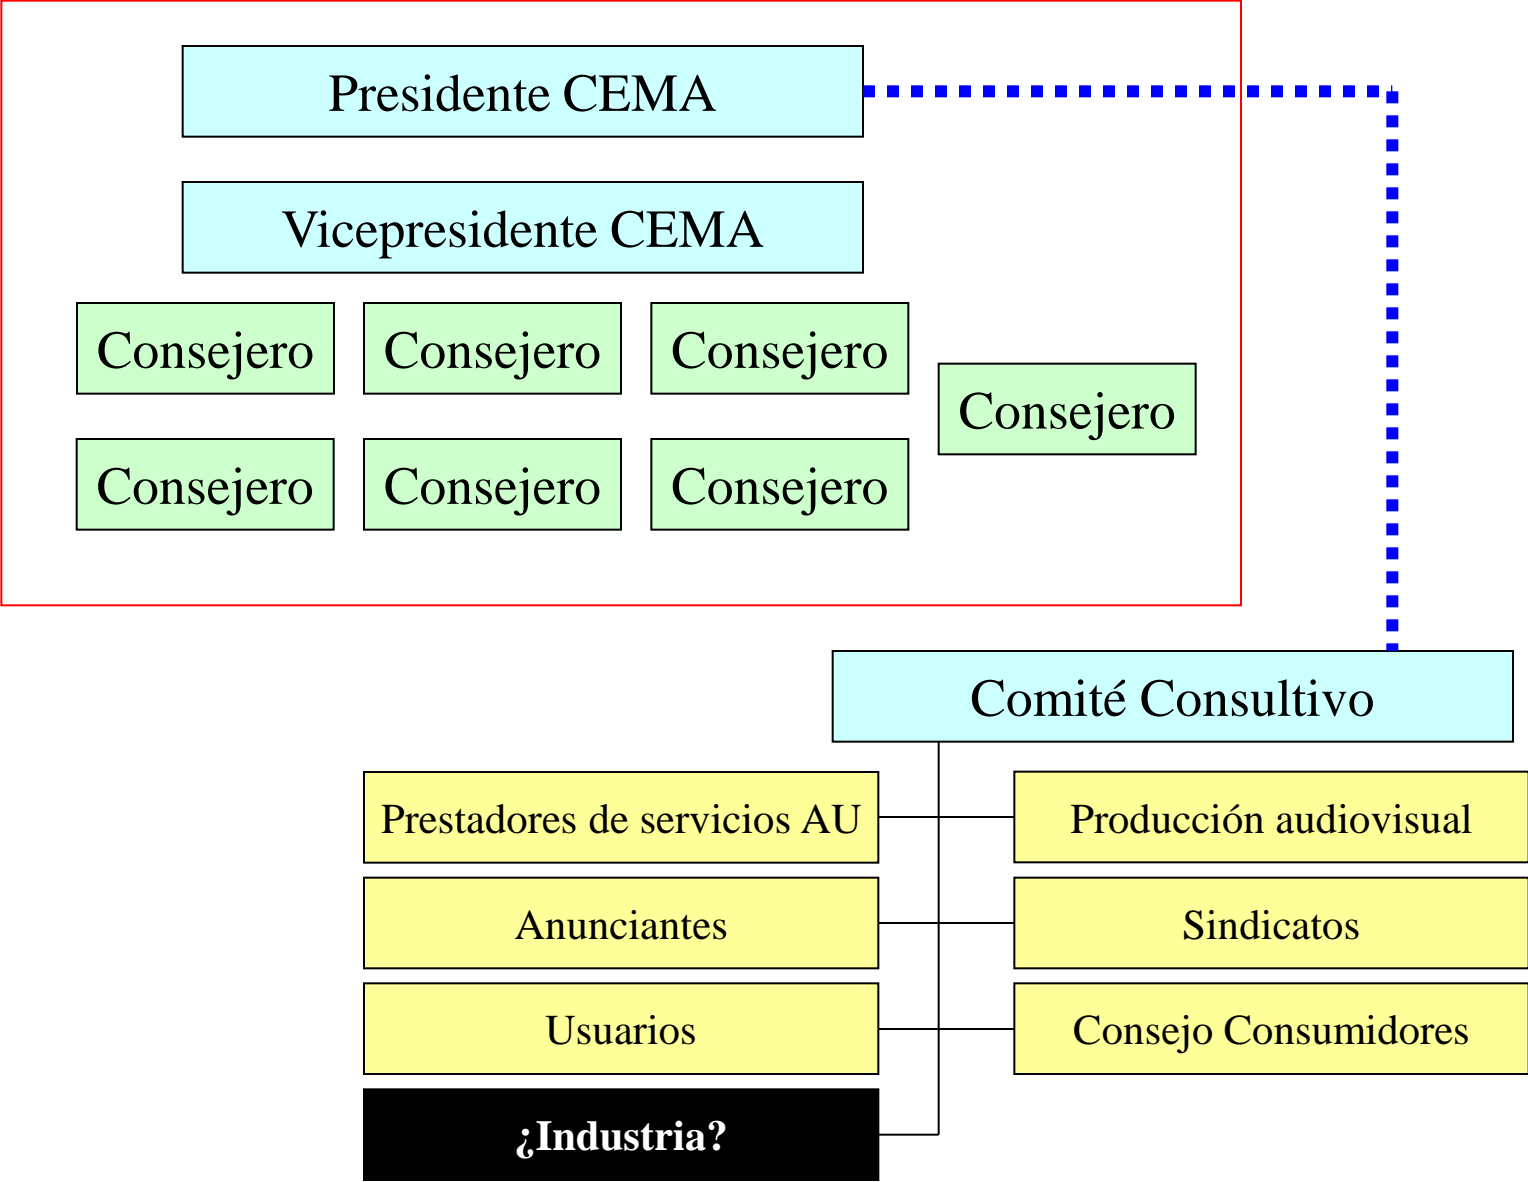 Presidente CEMA
Vicepresidente CEMA
Consejero
Consejero
Consejero
Consejero
Consejero
Consejero
Consejero
Comité Consultivo
Prestadores de servicios AU
Producción audiovisual
Anunciantes
Sindicatos
Usuarios
Consejo Consumidores
¿Industria?